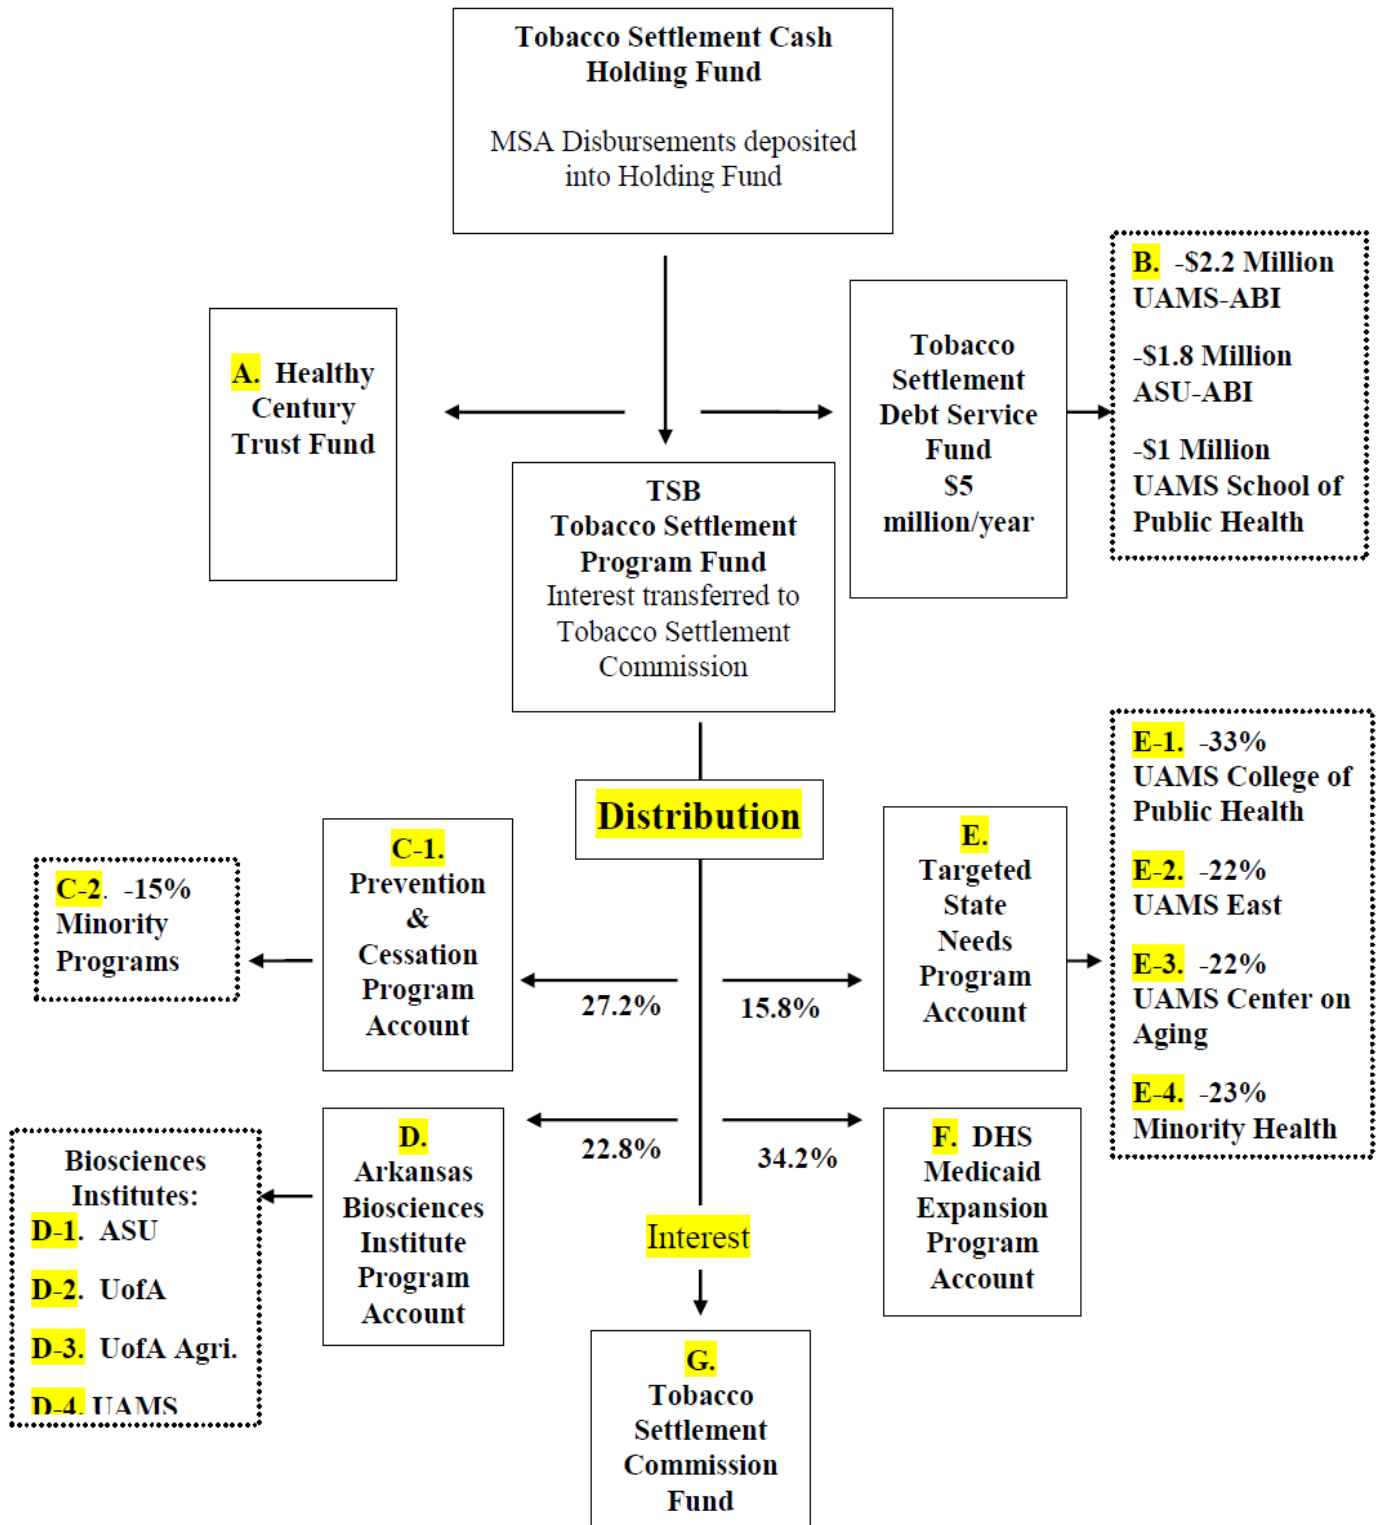 Tobacco Settlement Cash
Holding Fund
MSA Disbursements deposited
into Holding Fund
A. Healthy
Century
Trust Fund
Tobacco
Settlement
Debt Service
Fund
$5
million/year
B. -$2.2 Million
UAMS-ABI
-$1.8 Million
ASU-ABI
-$1 Million
UAMS School of
Public Health
TSB
Tobacco Settlement
Program Fund
Interest transferred to
Tobacco Settlement
Commission
Distribution
C-1.
Prevention
&
Cessation
Program
Account
C-2. -15%
Minority
Programs
27.2%
15.8%
E.
Targeted
State
Needs
Program
Account
E-1. -33%
UAMS College of
Public Health
E-2. -22%
UAMS East
E-3. -22%
UAMS Center on
Aging
E-4. -23%
Minority Health
22.8%
34.2%
D.
Arkansas
Biosciences
Institute
Program
Account
Biosciences
Institutes:
D-1. ASU
D-2. UofA
D-3. UofA Agri.
D-4. UAMS
F. DHS
Medicaid
Expansion
Program
Account
Interest
G.
Tobacco
Settlement
Commission
Fund